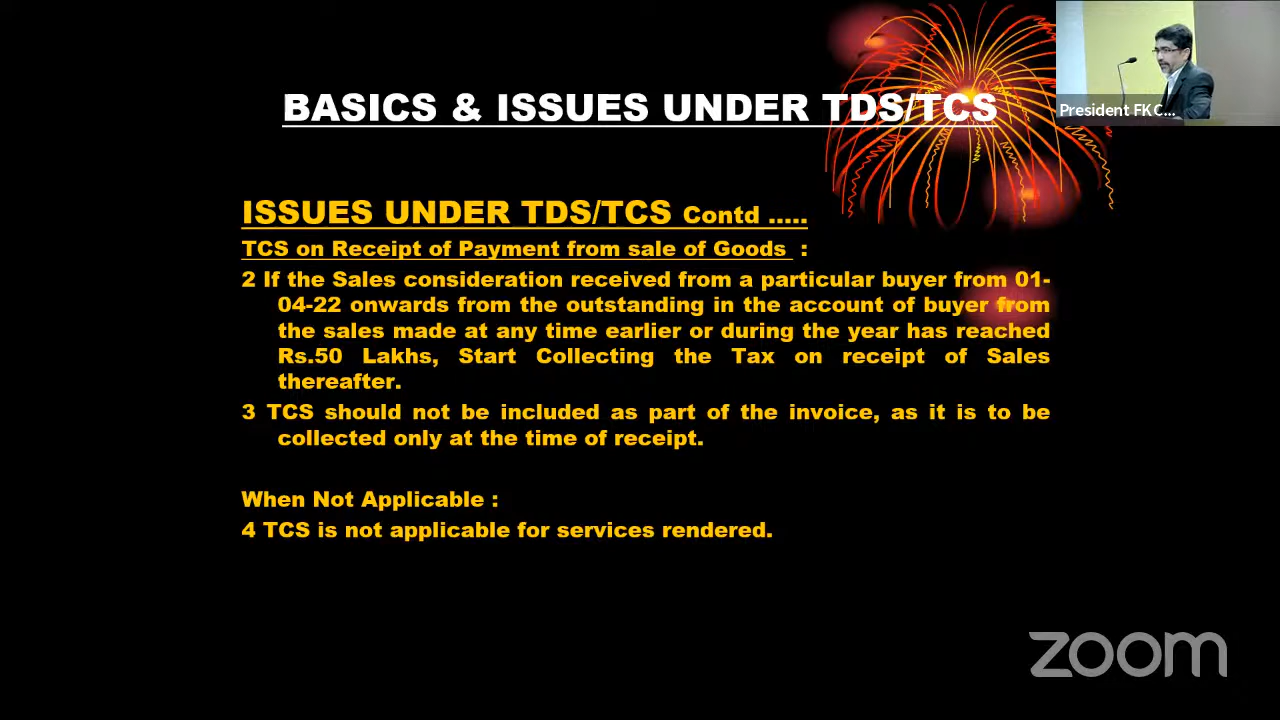 President FKC...
BASICS & ISSUES UNDER TDS/TCS
ISSUES UNDER TDS/TCS Contd .....
TCS on Receipt of Payment from sale of Goods :
2 If the Sales consideration received from a particular buyer from 01-
04-22 onwards from the outstanding in the account of buyer from
the sales made at any time earlier or during the year has reached
Rs.50 Lakhs, Start Collecting the Tax on receipt of Sales
thereafter.
3 TCS should not be included as part of the invoice, as it is to be
collected only at the time of receipt.
When Not Applicable :
4 TCS is not applicable for services rendered.
zoom